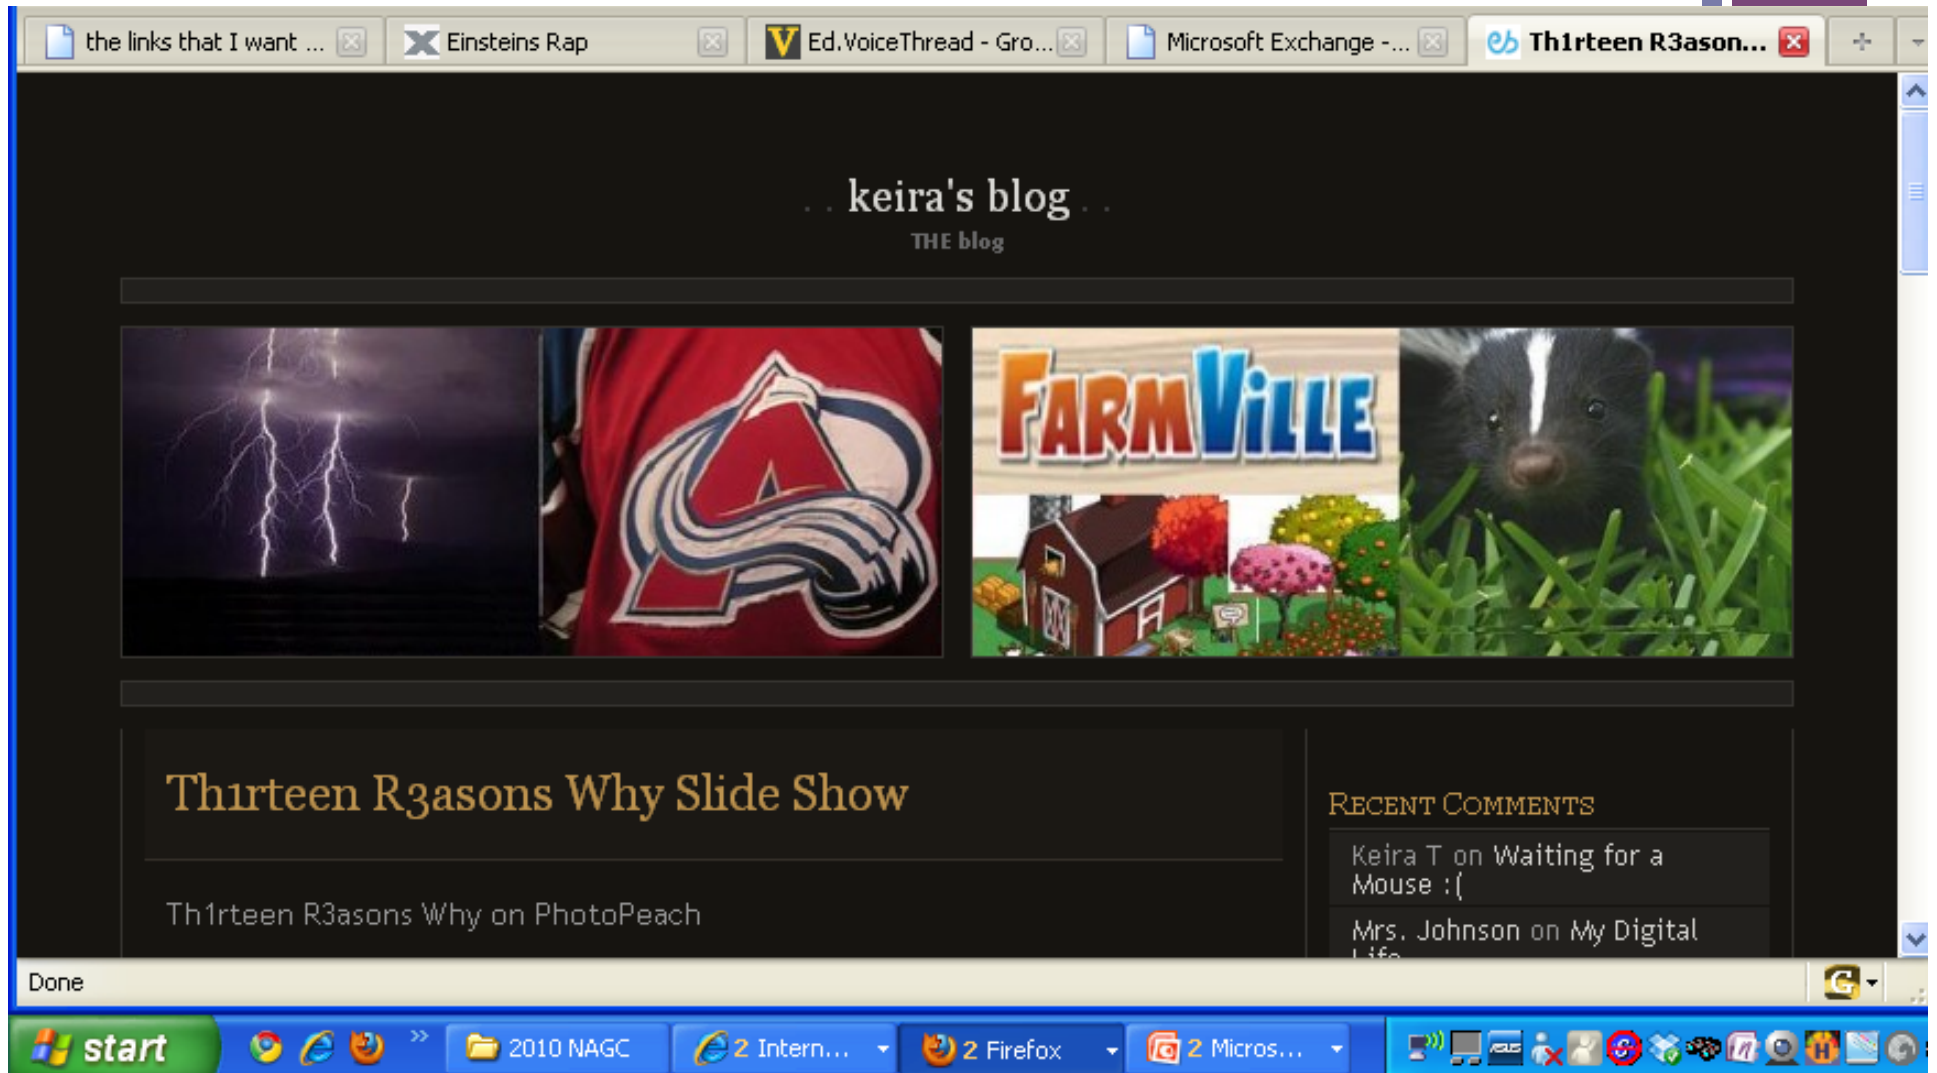 the links that I want ...
Einsteins Rap
Ed.VoiceThread - Gro...
Microsoft Exchange -...
Th1rteen R3ason...
. . keira's blog . .
THE blog
FARMVILLE
Th1rteen R3asons Why Slide Show
Th1rteen R3asons Why on PhotoPeach
RECENT COMMENTS
Keira T on Waiting for a
Mouse :(
Mrs. Johnson on My Digital
Life
Done
start
2010 NAGC
2 Intern...
2 Firefox
2 Micros...